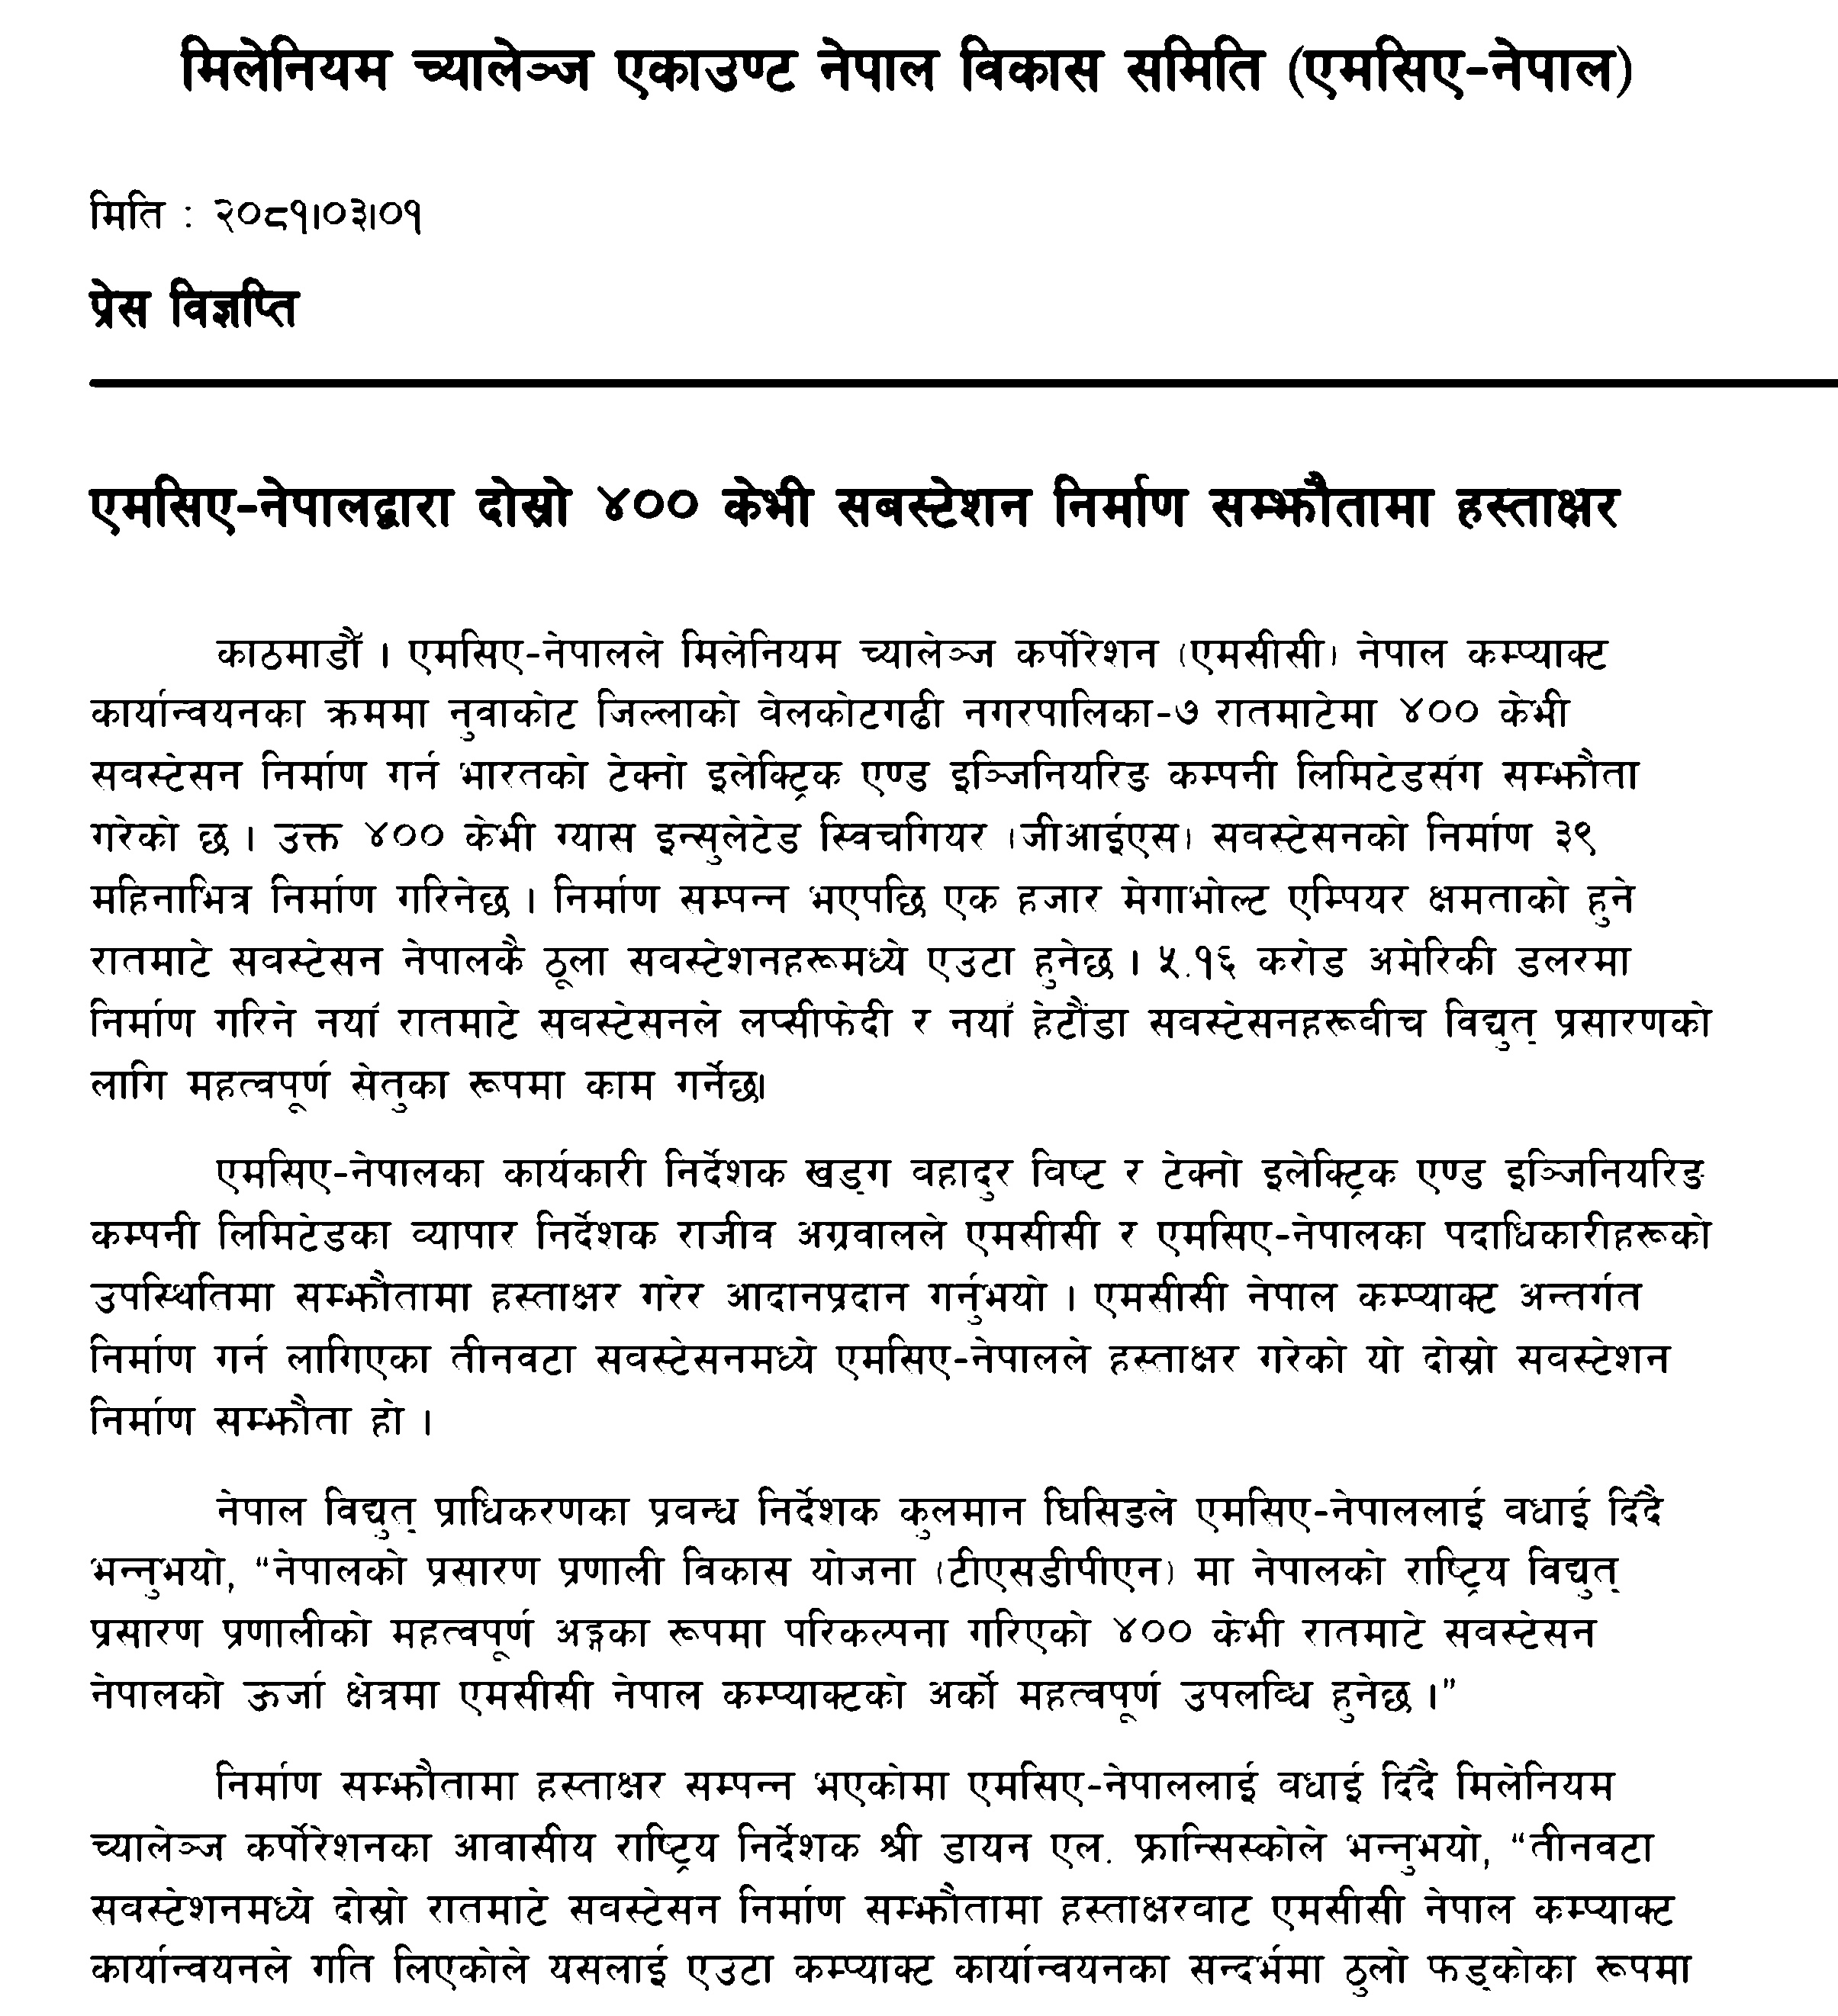 मिलेनियम च्यालेञ्ज एकाउण्ट नेपाल विकास समिति (एमसिए-नेपाल)
मिति : २०८१।०३।०१
प्रेस विज्ञप्ति
एमसिए-नेपालद्वारा दोस्रो ४०० केभी सबस्टेशन निर्माण सम्झौतामा हस्ताक्षर
काठमाडौँ । एमसिए-नेपालले मिलेनियम च्यालेञ्ज कर्पोरेशन (एमसीसी) नेपाल कम्प्याक्ट
कार्यान्वयनका क्रममा नुवाकोट जिल्लाको वेलकोटगढी नगरपालिका-७ रातमाटेमा ४०० केभी
सवस्टेसन निर्माण गर्न भारतको टेक्नो इलेक्ट्रिक एण्ड इञ्जिनियरिङ कम्पनी लिमिटेडसँग सम्झौता
गरेको छ । उक्त ४०० केभी ग्यास इन्सुलेटेड स्विचगियर (जीआईएस) सवस्टेसनको निर्माण ३९
महिनाभित्र निर्माण गरिनेछ । निर्माण सम्पन्न भएपछि एक हजार मेगाभोल्ट एम्पियर क्षमताको हुने
रातमाटे सवस्टेसन नेपालकै ठूला सवस्टेशनहरूमध्ये एउटा हुनेछ । ५.१६ करोड अमेरिकी डलरमा
निर्माण गरिने नयाँ रातमाटे सवस्टेसनले लप्सीफेदी र नयाँ हेटौंडा सवस्टेसनहरूवीच विद्युत् प्रसारणको
लागि महत्वपूर्ण सेतुका रूपमा काम गर्नेछ।
एमसिए-नेपालका कार्यकारी निर्देशक खड्ग वहादुर विष्ट र टेक्नो इलेक्ट्रिक एण्ड इञ्जिनियरिङ
कम्पनी लिमिटेडका व्यापार निर्देशक राजीव अग्रवालले एमसीसी र एमसिए-नेपालका पदाधिकारीहरूको
उपस्थितिमा सम्झौतामा हस्ताक्षर गरेर आदानप्रदान गर्नुभयो । एमसीसी नेपाल कम्प्याक्ट अन्तर्गत
निर्माण गर्न लागिएका तीनवटा सवस्टेसनमध्ये एमसिए-नेपालले हस्ताक्षर गरेको यो दोस्रो सवस्टेशन
निर्माण सम्झौता हो ।
नेपाल विद्युत् प्राधिकरणका प्रवन्ध निर्देशक कुलमान घिसिङले एमसिए-नेपाललाई वधाई दिँदै
भन्नुभयो, “नेपालको प्रसारण प्रणाली विकास योजना (टीएसडीपीएन) मा नेपालको राष्ट्रिय विद्युत्
प्रसारण प्रणालीको महत्वपूर्ण अङ्गका रूपमा परिकल्पना गरिएको ४०० केभी रातमाटे सवस्टेसन
नेपालको ऊर्जा क्षेत्रमा एमसीसी नेपाल कम्प्याक्टको अर्को महत्वपूर्ण उपलव्धि हुनेछ ।”
निर्माण सम्झौतामा हस्ताक्षर सम्पन्न भएकोमा एमसिए-नेपाललाई वधाई दिँदै मिलेनियम
च्यालेञ्ज कर्पोरेशनका आवासीय राष्ट्रिय निर्देशक श्री डायन एल. फ्रान्सिस्कोले भन्नुभयो, “तीनवटा
सवस्टेशनमध्ये दोस्रो रातमाटे सवस्टेसन निर्माण सम्झौतामा हस्ताक्षरवाट एमसीसी नेपाल कम्प्याक्ट
कार्यान्वयनले गति लिएकोले यसलाई एउटा कम्प्याक्ट कार्यान्वयनका सन्दर्भमा ठुलो फड्कोका रूपमा